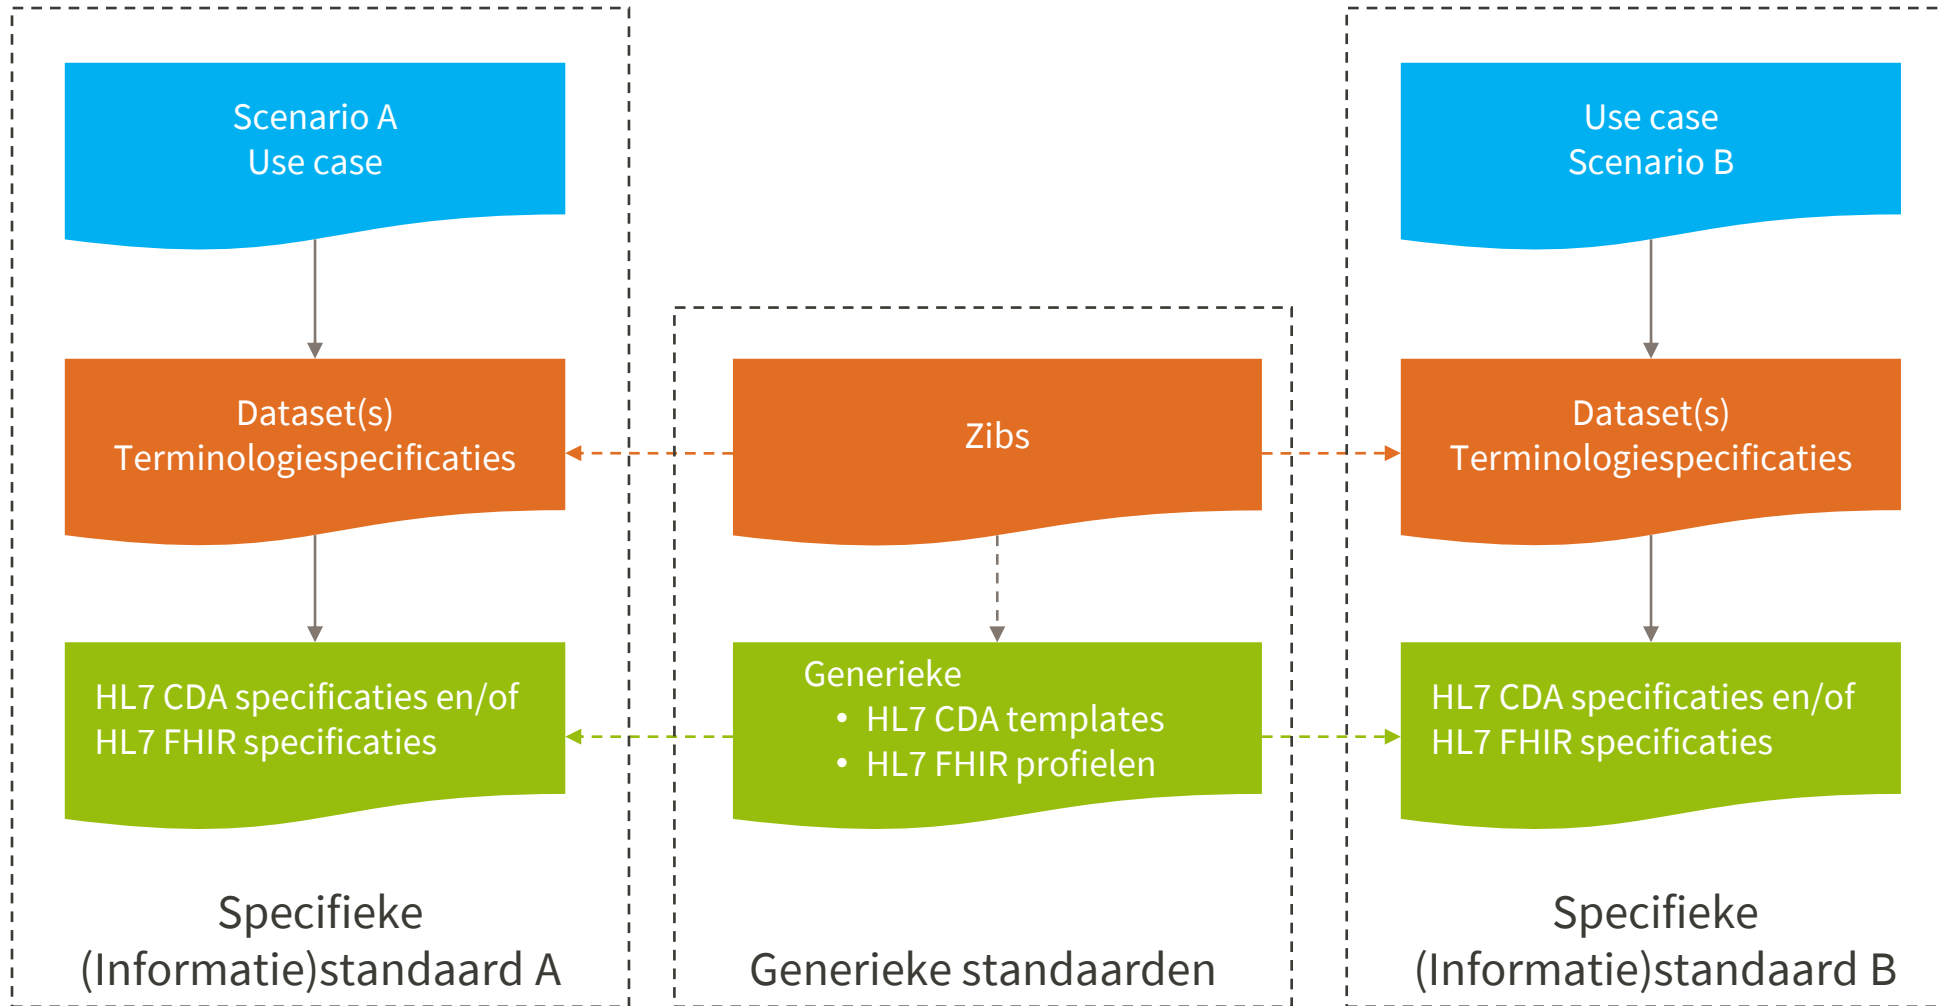 Scenario A
Use case
Dataset(s)
Terminologiespecificaties
HL7 CDA specificaties en/of
HL7 FHIR specificaties
Specifieke
(Informatie)standaard A
Zibs
Generieke
• HL7 CDA templates
• HL7 FHIR profielen
Generieke standaarden
Use case
Scenario B
Dataset(s)
Terminologiespecificaties
HL7 CDA specificaties en/of
HL7 FHIR specificaties
Specifieke
(Informatie)standaard B